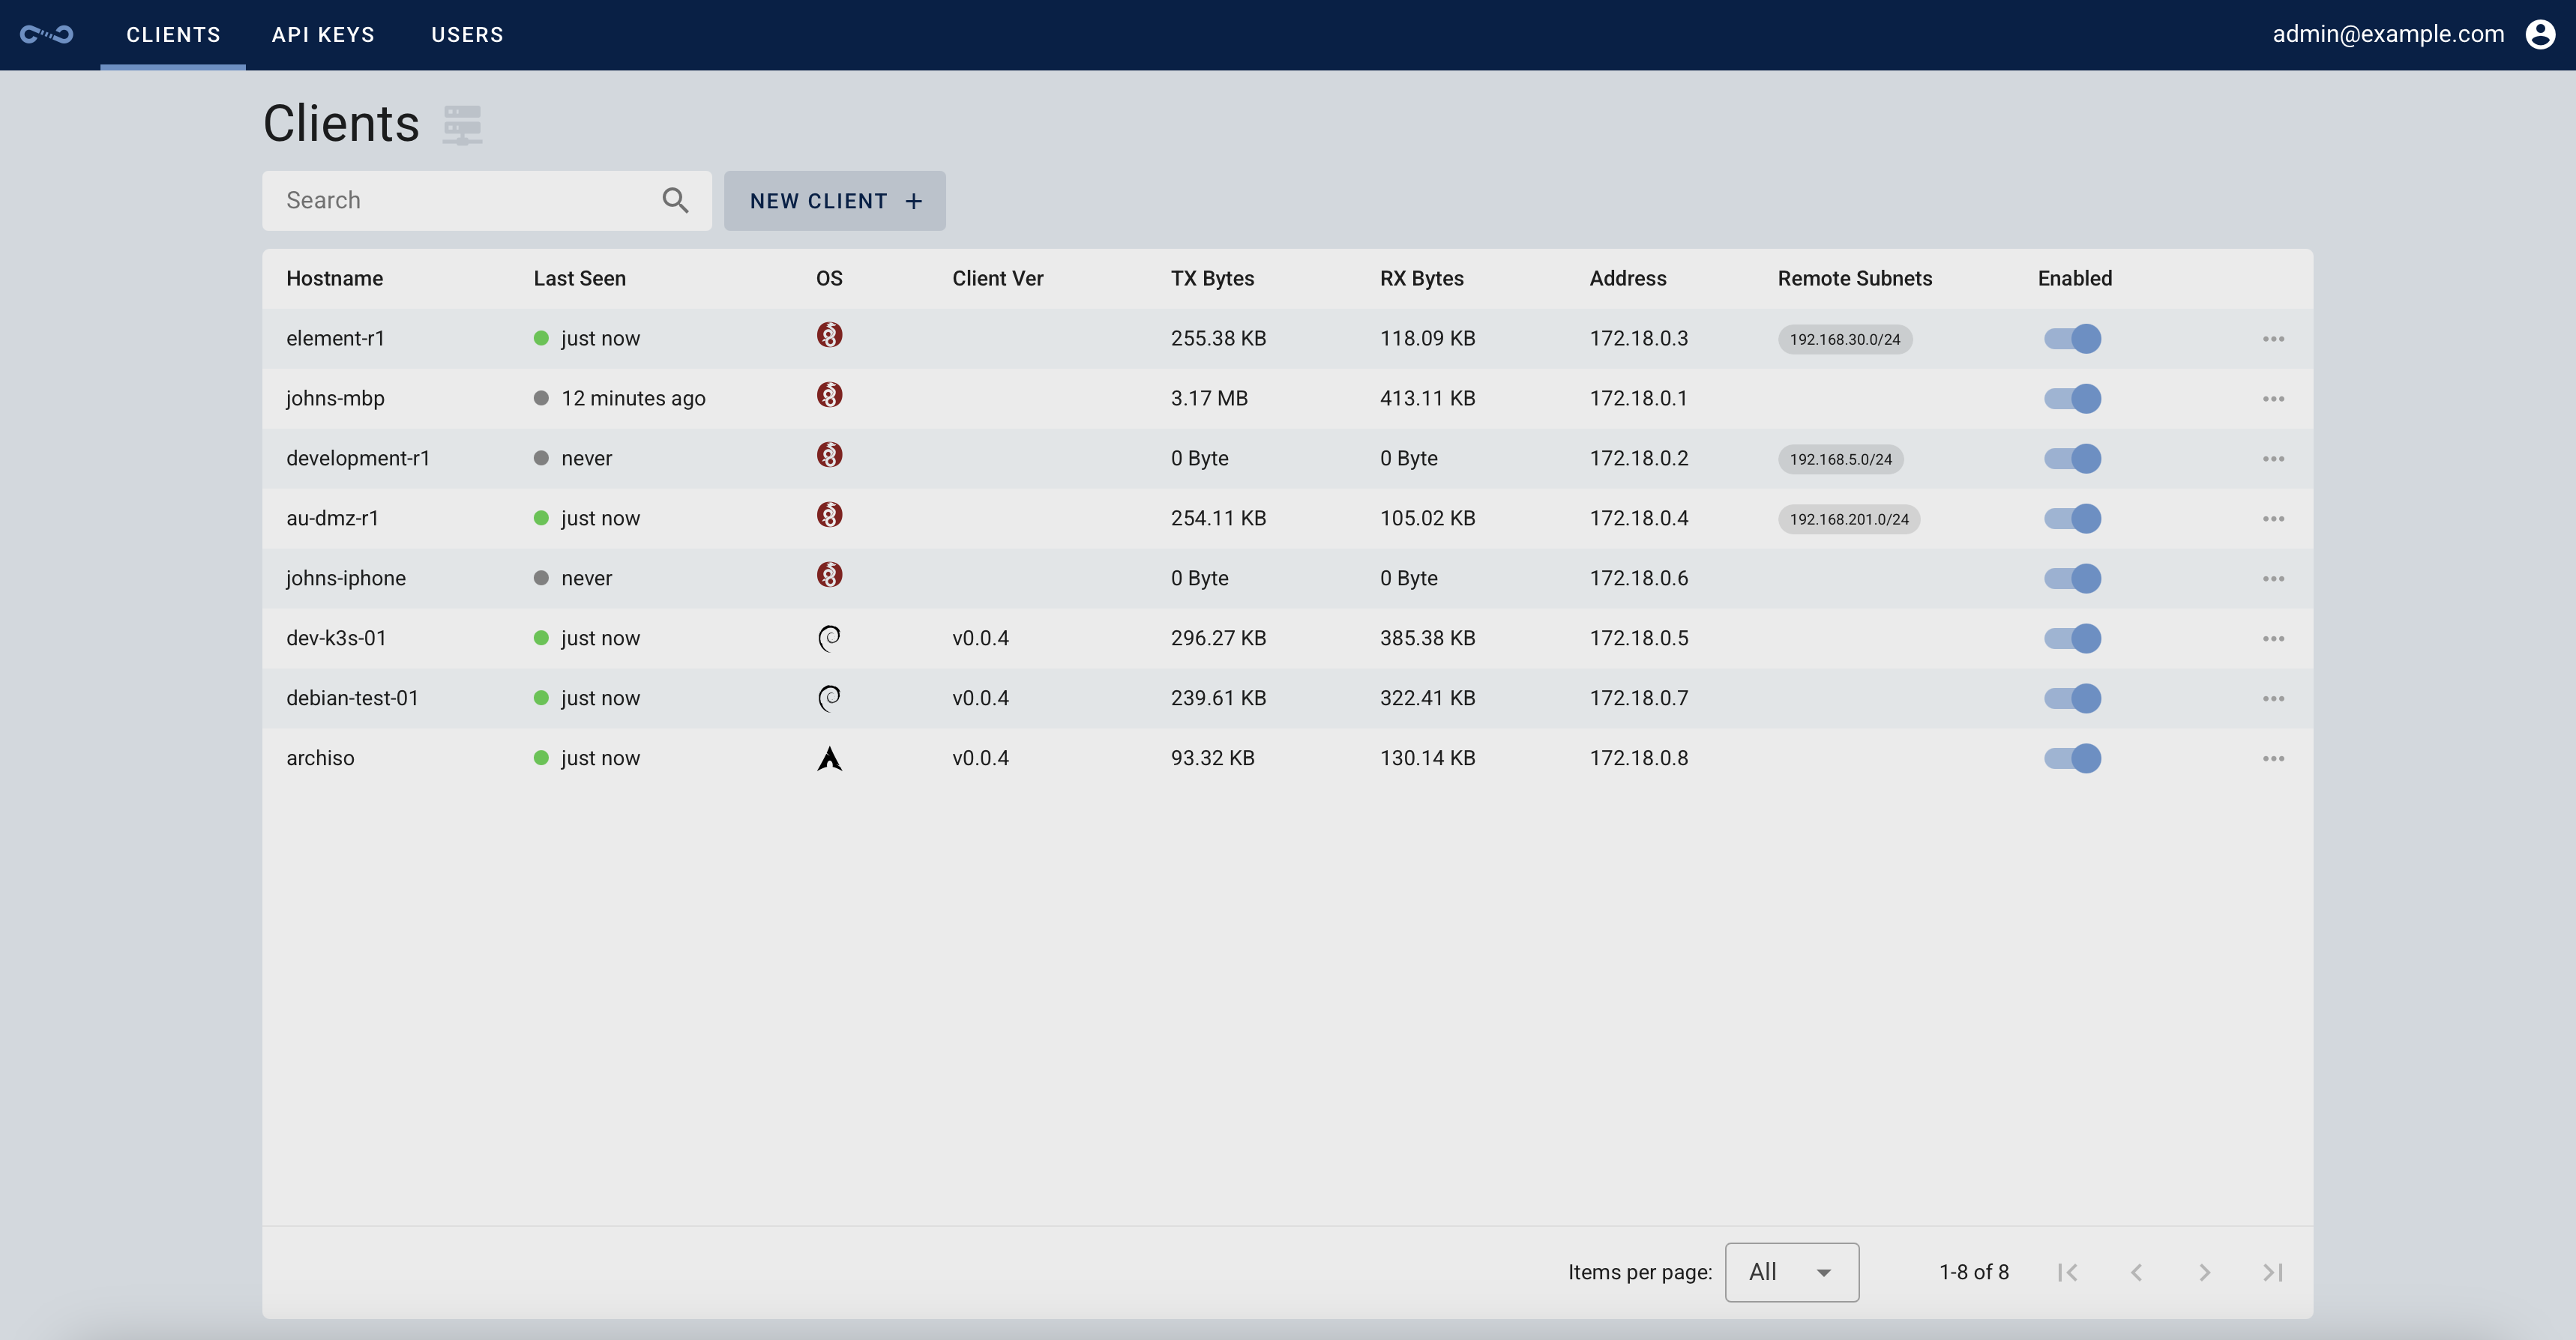 CLIENTS API KEYS USERS admin@example.com
Clients
Search NEW CLIENT +
Hostname Last Seen OS Client Ver TX Bytes RX Bytes Address Remote Subnets Enabled
element-r1 just now 255.38 KB 118.09 KB 172.18.0.3 192.168.30.0/24
johns-mbp 12 minutes ago 3.17 MB 413.11 KB 172.18.0.1
development-r1 never 0 Byte 0 Byte 172.18.0.2 192.168.5.0/24
au-dmz-r1 just now 254.11 KB 105.02 KB 172.18.0.4 192.168.201.0/24
johns-iphone never 0 Byte 0 Byte 172.18.0.6
dev-k3s-01 just now v0.0.4 296.27 KB 385.38 KB 172.18.0.5
debian-test-01 just now v0.0.4 239.61 KB 322.41 KB 172.18.0.7
archiso just now v0.0.4 93.32 KB 130.14 KB 172.18.0.8
Items per page: All 1-8 of 8